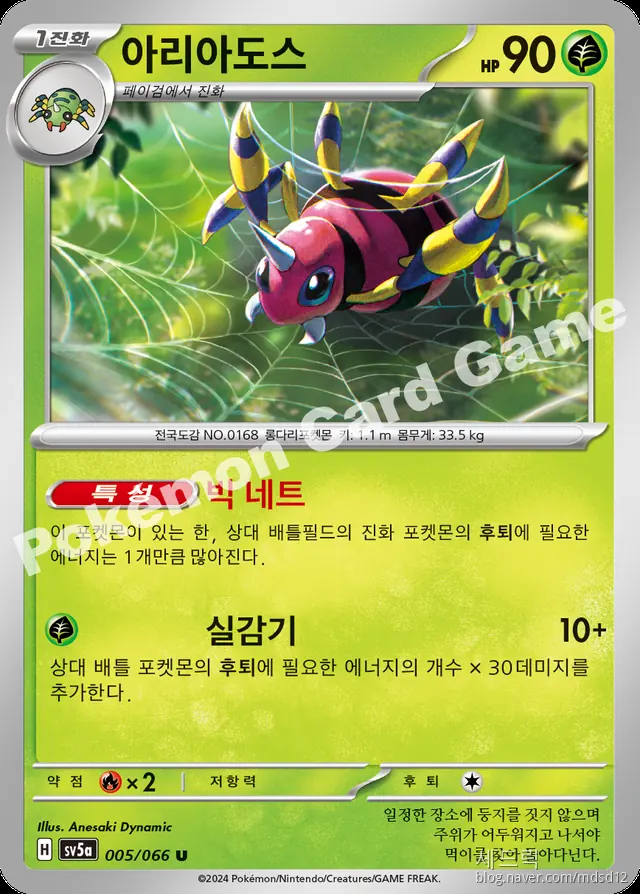 1진화
아리아도스
HP 90
페이검에서 진화
전국도감 NO.0168 롱다리포켓몬 키: 1.1 m 몸무게: 33.5 kg
Pokémon Card Game
특성 빅 네트
이 포켓몬이 있는 한, 상대 배틀필드의 진화 포켓몬의 후퇴에 필요한
에너지는 1개만큼 많아진다.
실감기 10+
상대 배틀 포켓몬의 후퇴에 필요한 에너지의 개수 × 30데미지를
추가한다.
약점 ×2 저항력 후퇴
Illus. Anesaki Dynamic
H sv5a 005/066 U
일정한 장소에 둥지를 짓지 않으며
주위가 어두워지고 나서야
먹이를 찾아 돌아다닌다.
blog.naver.com/mdsd12
©2024 Pokémon/Nintendo/Creatures/GAME FREAK.